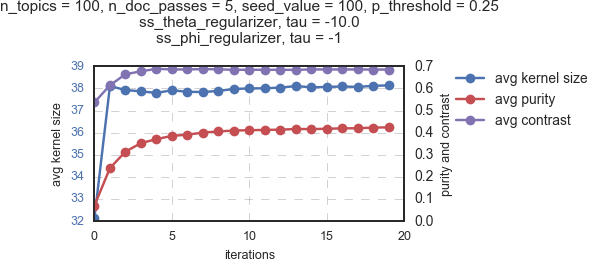 n_topics = 100, n_doc_passes = 5, seed_value = 100, p_threshold = 0.25
ss_theta_regularizer, tau = -10.0
ss_phi_regularizer, tau = -1
39
38
37
36
35
34
33
32
avg kernel size
0.7
0.6
0.5
0.4
0.3
0.2
0.1
0.0
purity and contrast
avg kernel size
avg purity
avg contrast
0
5
10
15
20
iterations